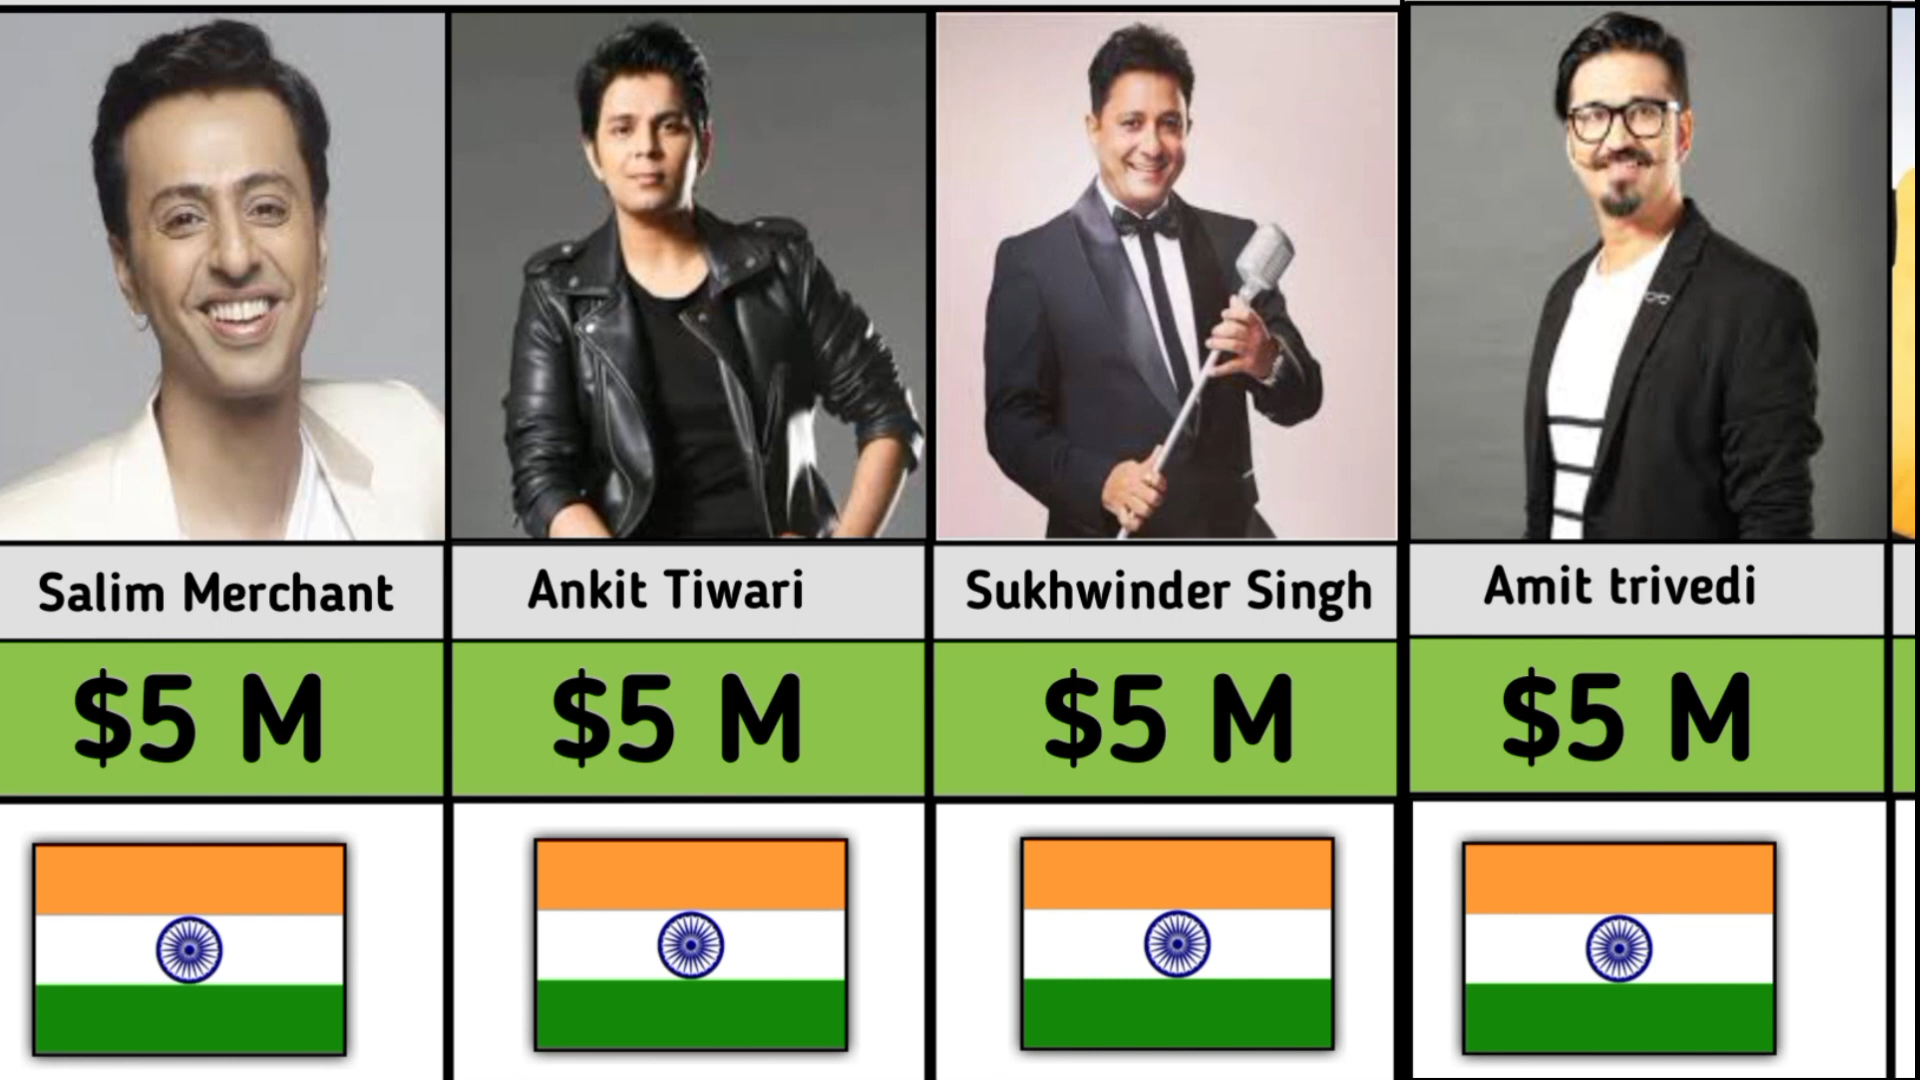 Salim Merchant
Ankit Tiwari
Sukhwinder Singh
Amit trivedi
$5 M
$5 M
$5 M
$5 M